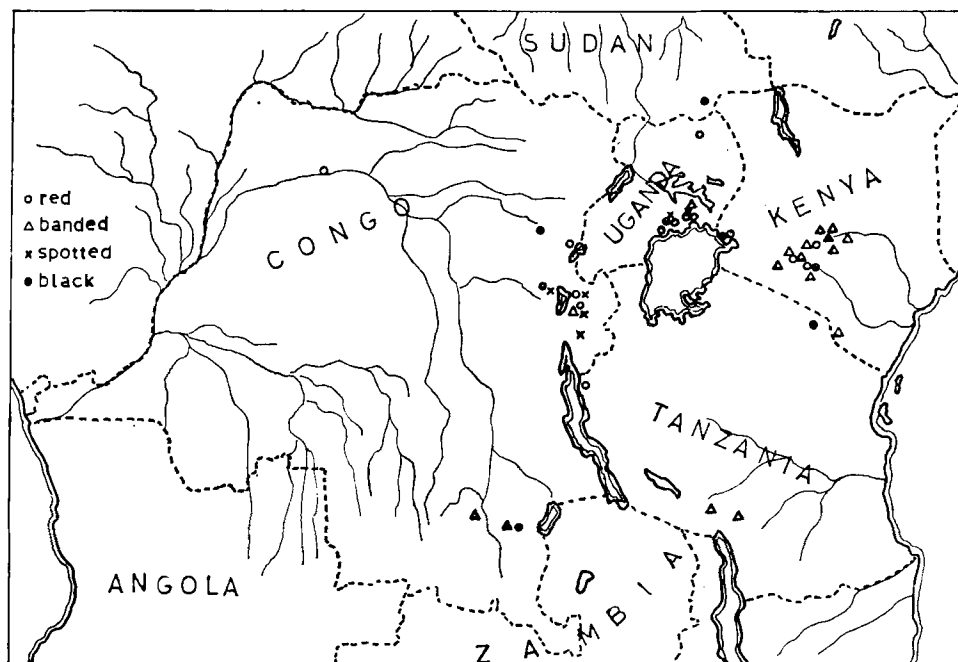 SUDAN
UGANDA
KENYA
CONGO
red
banded
spotted
black
TANZANIA
ANGOLA
ZAMBIA